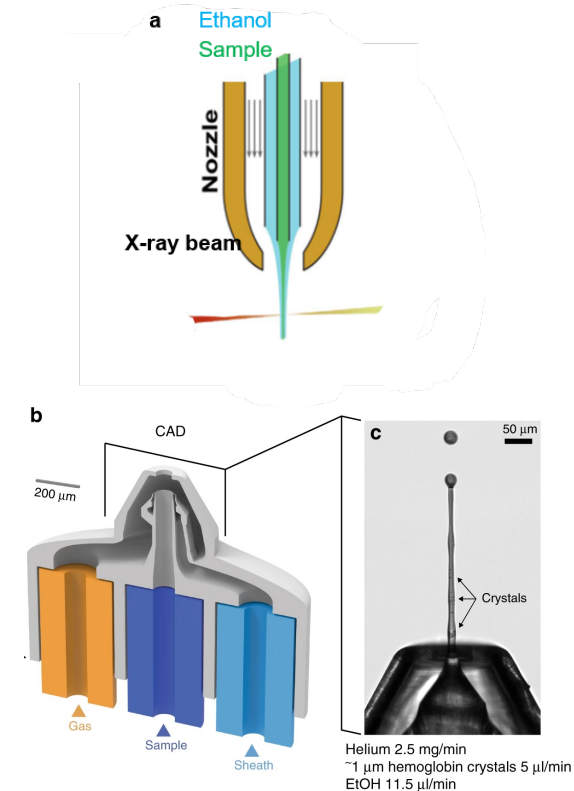 a
Ethanol
Sample
Nozzle
X-ray beam
b
CAD
200 µm
Gas
Sample
Sheath
c
50 µm
Crystals
Helium 2.5 mg/min
~1 µm hemoglobin crystals 5 µl/min
EtOH 11.5 µl/min